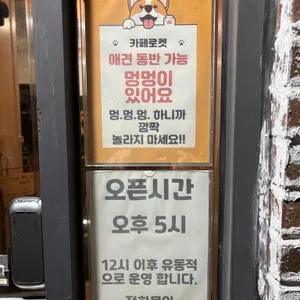 카페로켓
애견 동반 가능
멍멍이
있어요
멍.멍.멍. 하니까
깜짝
놀라지 마세요!!
오픈시간
오후 5시
12시 이후 유동적
으로 운영 합니다.